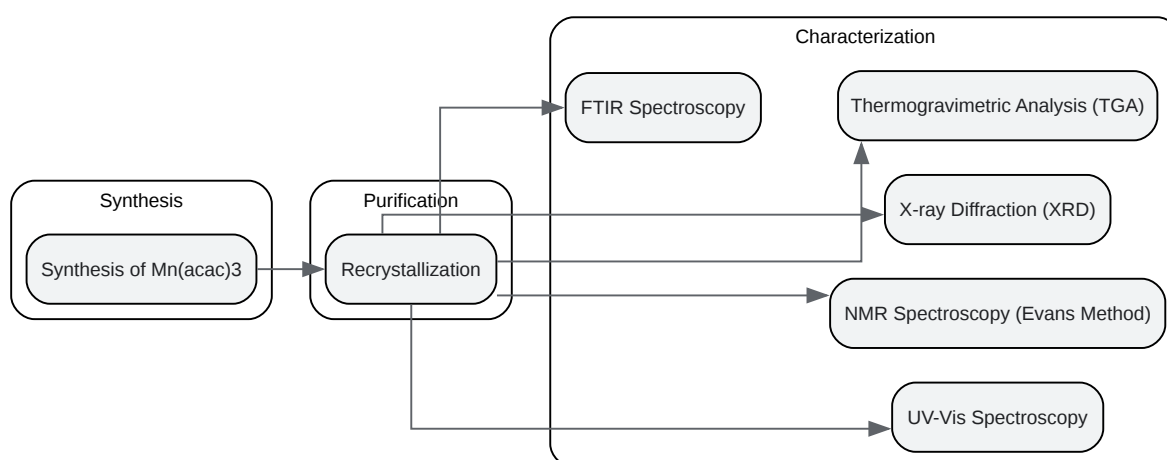 Characterization
FTIR Spectroscopy
Thermogravimetric Analysis (TGA)
Synthesis
Purification
X-ray Diffraction (XRD)
Synthesis of Mn(acac)3
Recrystallization
NMR Spectroscopy (Evans Method)
UV-Vis Spectroscopy